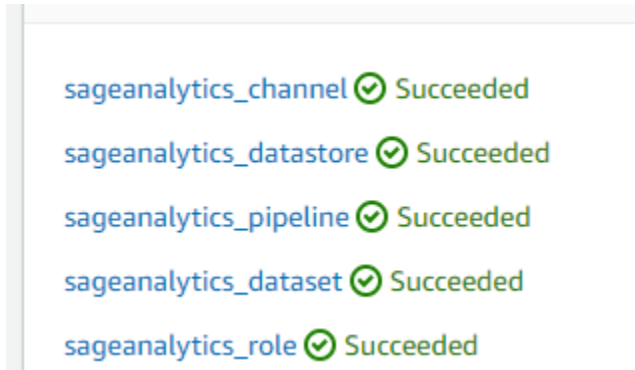 sageanalytics_channel Succeeded
sageanalytics_datastore Succeeded
sageanalytics_pipeline Succeeded
sageanalytics_dataset Succeeded
sageanalytics_role Succeeded